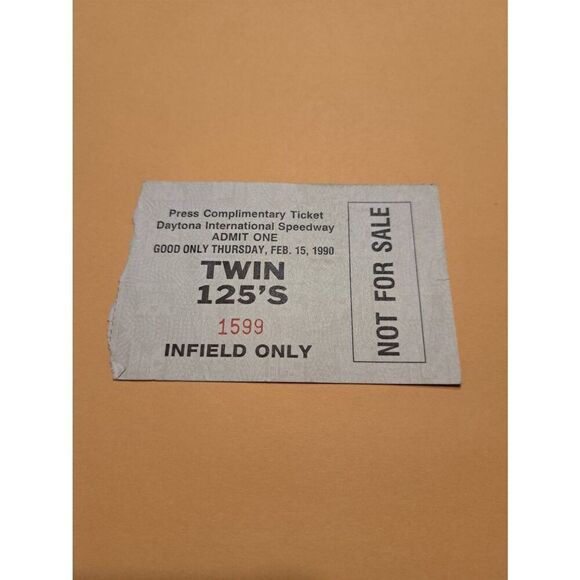 Press Complimentary Ticket
Daytona International Speedway
ADMIT ONE
GOOD ONLY THURSDAY, FEB. 15, 1990
TWIN
125'S
1599
INFIELD ONLY
NOT FOR SALE